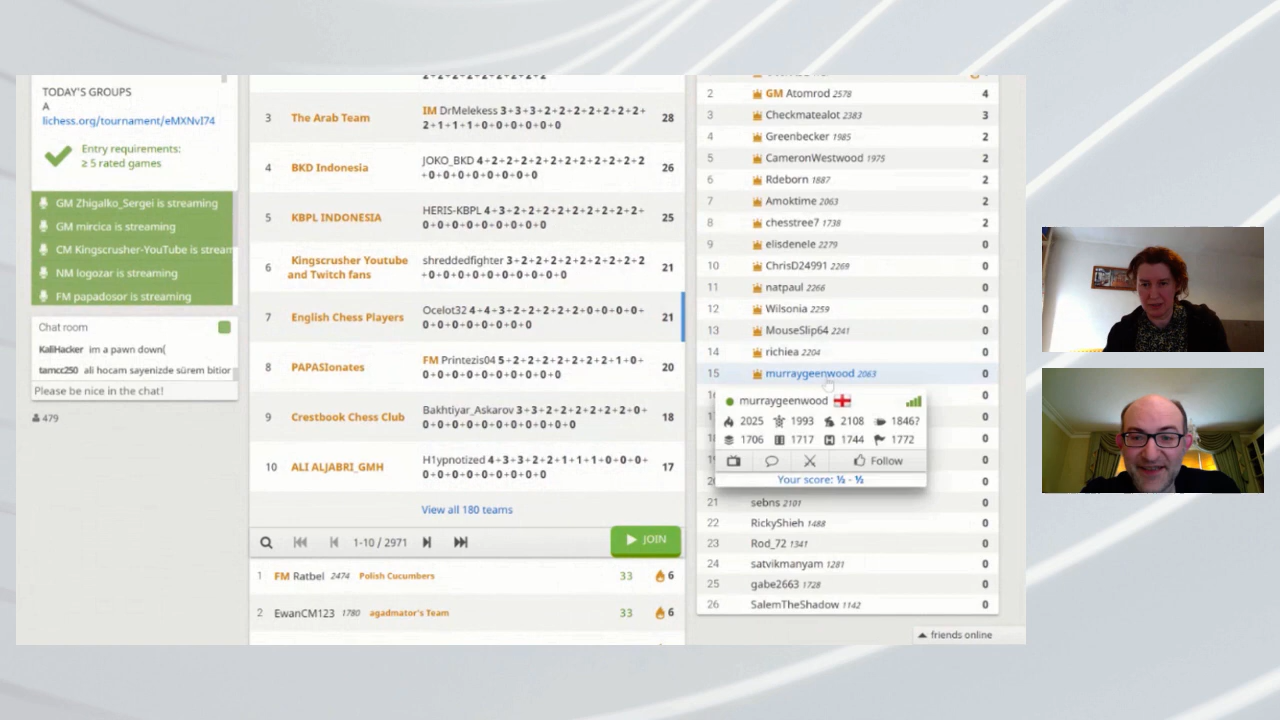 TODAY'S GROUPS
A
lichess.org/tournament/eMXNvI74
Entry requirements:
≥ 5 rated games
GM Zhigalko_Sergei is streaming
GM mircica is streaming
CM Kingscrusher-YouTube is stream
NM logozar is streaming
FM papadosor is streaming
Chat room
KaliHacker im a pawn down(
tamcc250 ali hocam sayenizde sürem bitior
Please be nice in the chat!
479
3 The Arab Team IM DrMelekess 3+3+3+2+2+2+2+2+2+2+ 28
2+1+1+1+0+0+0+0+0+0
4 BKD Indonesia JOKO_BKD 4+2+2+2+2+2+2+2+2+2+2+2 26
+0+0+0+0+0+0+0+0
5 KBPL INDONESIA HERIS-KBPL 4+3+2+2+2+2+2+2+2+2+2+ 25
0+0+0+0+0+0+0+0+0
6 Kingscrusher Youtube shreddedfighter 3+2+2+2+2+2+2+2+2+2 21
and Twitch fans +0+0+0+0+0+0+0+0+0+0
7 English Chess Players Ocelot32 4+4+3+2+2+2+2+2+0+0+0+0+ 21
0+0+0+0+0+0+0+0
8 PAPASIonates FM Printezis04 5+2+2+2+2+2+2+2+1+0+ 20
0+0+0+0+0+0+0+0+0+0
9 Crestbook Chess Club Bakhtiyar_Askarov 3+3+2+2+2+2+2+2+0+ 18
0+0+0+0+0+0+0+0+0+0+0
10 ALI ALJABRI_GMH H1ypnotized 4+3+3+2+2+1+1+1+0+0+0+ 17
0+0+0+0+0+0+0+0+0
View all 180 teams
1-10 / 2971 JOIN
1 FM Ratbel 2474 Polish Cucumbers 33 6
2 EwanCM123 1780 agadmator's Team 33 6
2 GM Atomrod 2578 4
3 Checkmatealot 2383 3
4 Greenbecker 1985 2
5 CameronWestwood 1975 2
6 Rdeborn 1887 2
7 Amoktime 2063 2
8 chesstree7 1738 2
9 elisdenele 2279 0
10 ChrisD24991 2269 0
11 natpaul 2266 0
12 Wilsonia 2259 0
13 MouseSlip64 2241 0
14 richiea 2204 0
15 murraygeenwood 2063 0
murraygeenwood
2025 1993 2108 1846?
1706 1717 1744 1772
Follow
Your score: ½ - ½
0
0
0
0
0
21 sebns 2101 0
22 RickyShieh 1488 0
23 Rod_72 1341 0
24 satvikmanyam 1281 0
25 gabe2663 1728 0
26 SalemTheShadow 1142 0
friends online